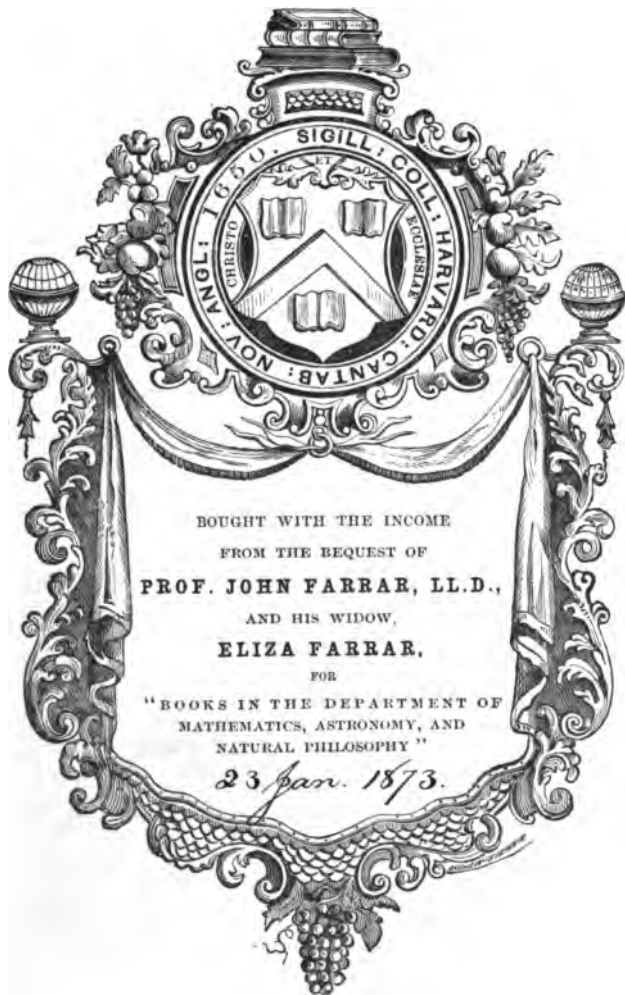 SIGILL: COLL: HARVARD: CANTAB: NOV: ANGL: 1650.
CHRISTO
ET
ECCLESIAE
BOUGHT WITH THE INCOME
FROM THE BEQUEST OF
PROF. JOHN FARRAR, LL.D.,
AND HIS WIDOW,
ELIZA FARRAR,
FOR
"BOOKS IN THE DEPARTMENT OF
MATHEMATICS, ASTRONOMY, AND
NATURAL PHILOSOPHY"
23 Jan. 1873.